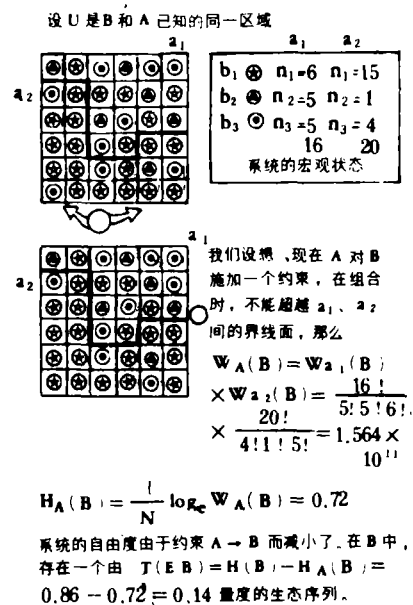 设 U 是B 和 A 已知的同一区域
a₁
a₂
a₁ a₂
b₁ n₁=6 n₁=15
b₂ n₂=5 n₂=1
b₃ n₃=5 n₃=4
16 20
系统的宏观状态
a₁
a₂
我们设想、现在 A 对 B
施加一个约束，在组合
时，不能超越 a₁、a₂
间的界线面，那么
W_A(B)=Wa₁(B)
×Wa₂(B)= 16!/5!5!6!
× 20!/4!1!5! =1.564×
10¹¹
H_A(B)= 1/N log_e W_A(B)=0.72
系统的自由度由于约束 A→B 而减小了。在 B 中，
存在一个由 T(EB)=H(B)-H_A(B)=
0.86-0.72=0.14 量度的生态序列。